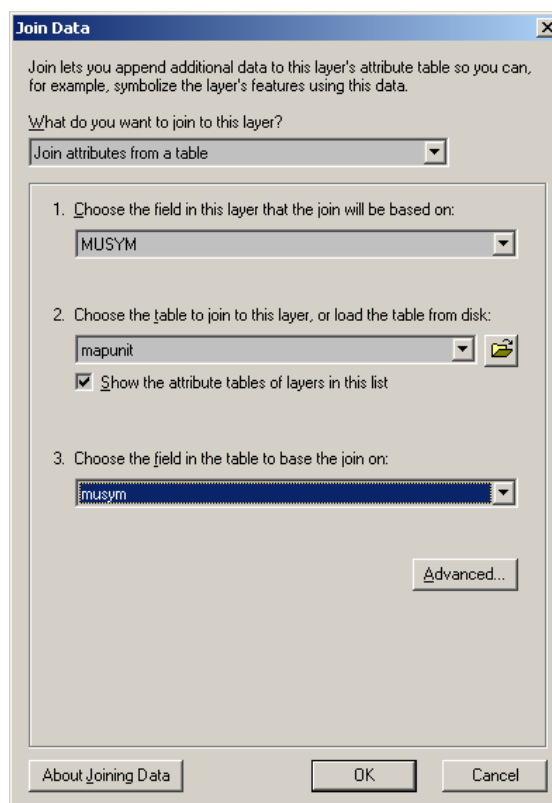 Join Data
Join lets you append additional data to this layer's attribute table so you can,
for example, symbolize the layer's features using this data.
What do you want to join to this layer?
Join attributes from a table
1. Choose the field in this layer that the join will be based on:
MUSYM
2. Choose the table to join to this layer, or load the table from disk:
mapunit
Show the attribute tables of layers in this list
3. Choose the field in the table to base the join on:
musym
Advanced...
About Joining Data OK Cancel